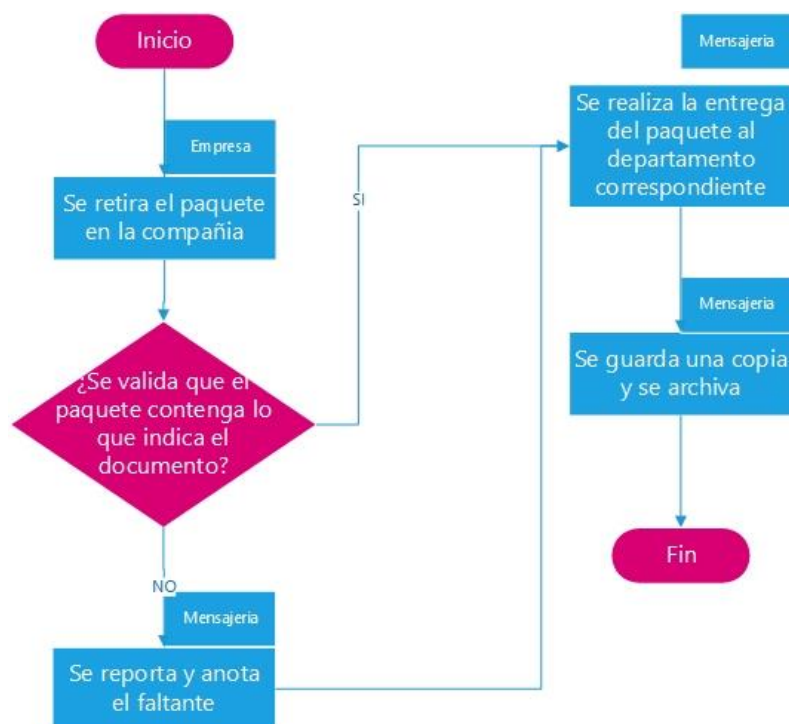 Inicio
Empresa
Se retira el paquete
en la compañia
¿Se valida que el
paquete contenga lo
que indica el
documento?
SI
NO
Mensajeria
Se reporta y anota
el faltante
Mensajeria
Se realiza la entrega
del paquete al
departamento
correspondiente
Mensajeria
Se guarda una copia
y se archiva
Fin